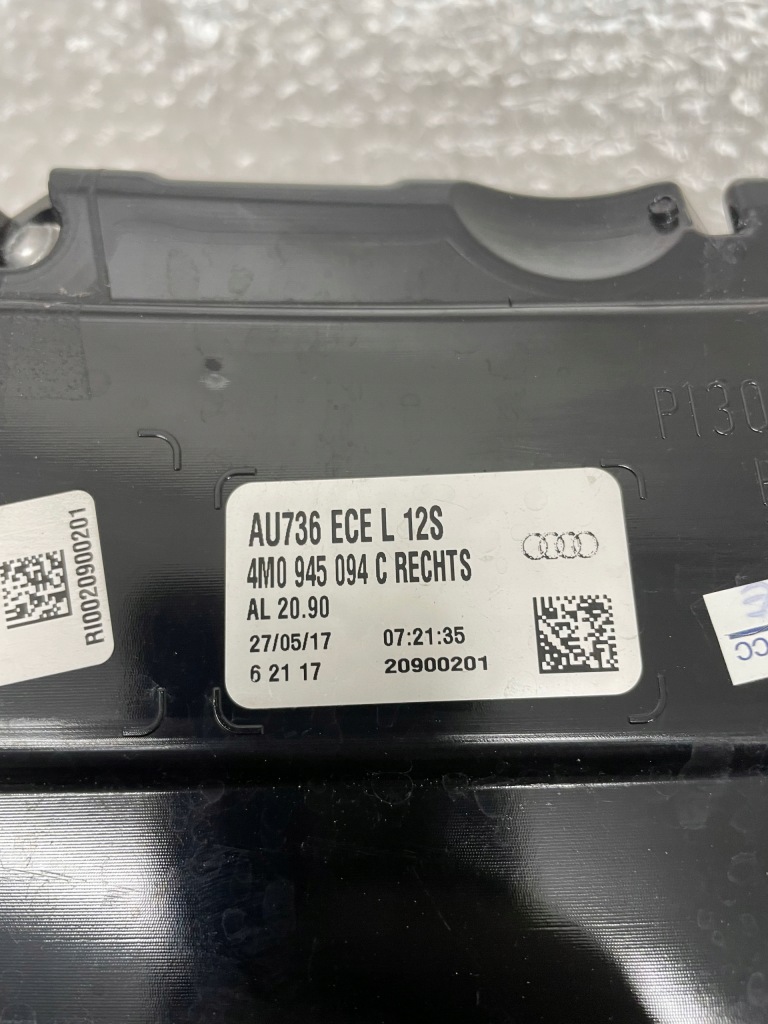 P130
RI0020900201
AU736 ECE L 12S
4M0 945 094 C RECHTS
AL 20.90
27/05/17 07:21:35
6 21 17 20900201
CC